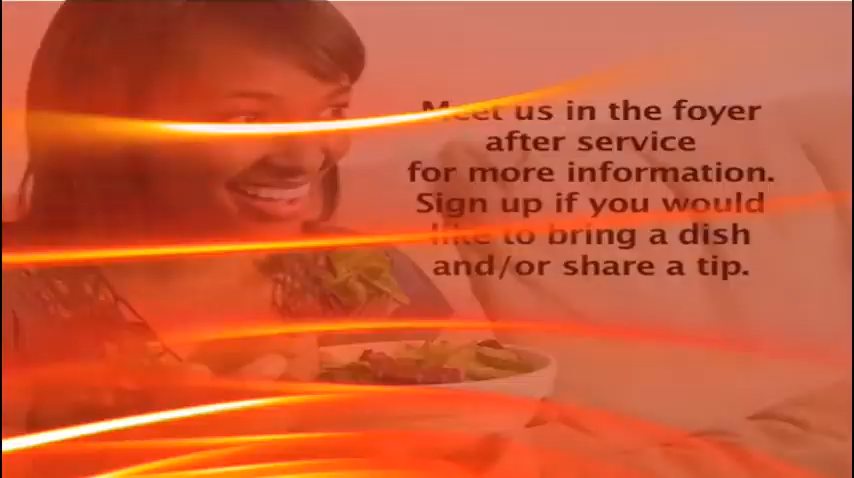 Meet us in the foyer
after service
for more information.
Sign up if you would
like to bring a dish
and/or share a tip.